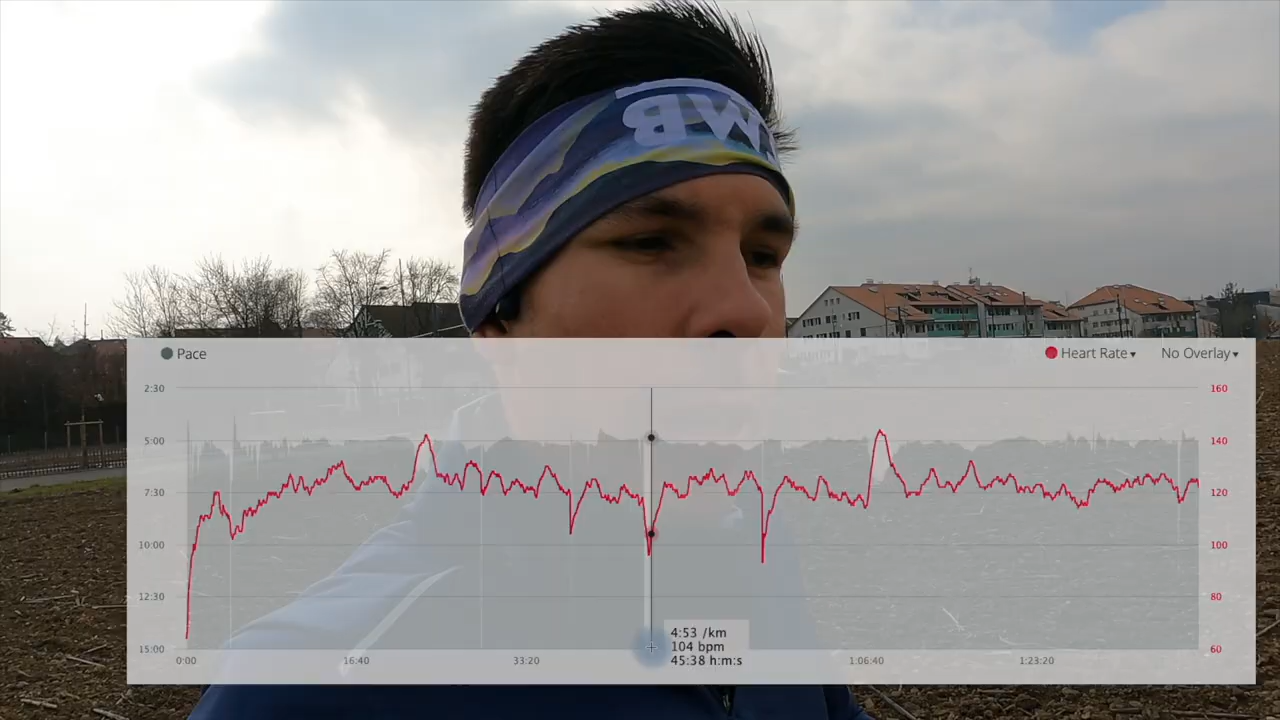 Pace
Heart Rate ▾ No Overlay ▾
2:30 160
5:00 140
7:30 120
10:00 100
12:30 80
15:00 60
4:53 /km
104 bpm
45:38 h:m:s
0:00 16:40 33:20 1:06:40 1:23:20